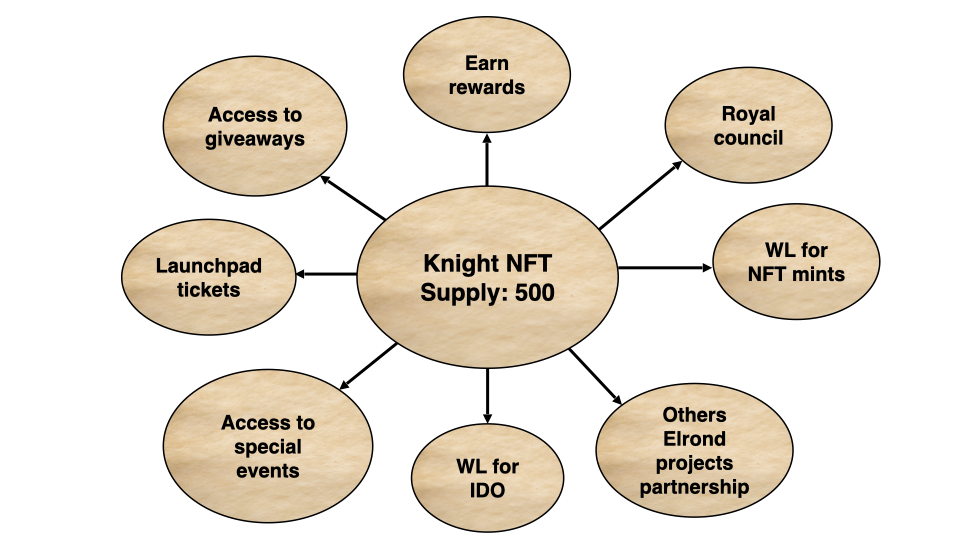 Earn
rewards
Access to
giveaways
Royal
council
Launchpad
tickets
Knight NFT
Supply: 500
WL for
NFT mints
Access to
special
events
WL for
IDO
Others
Elrond
projects
partnership